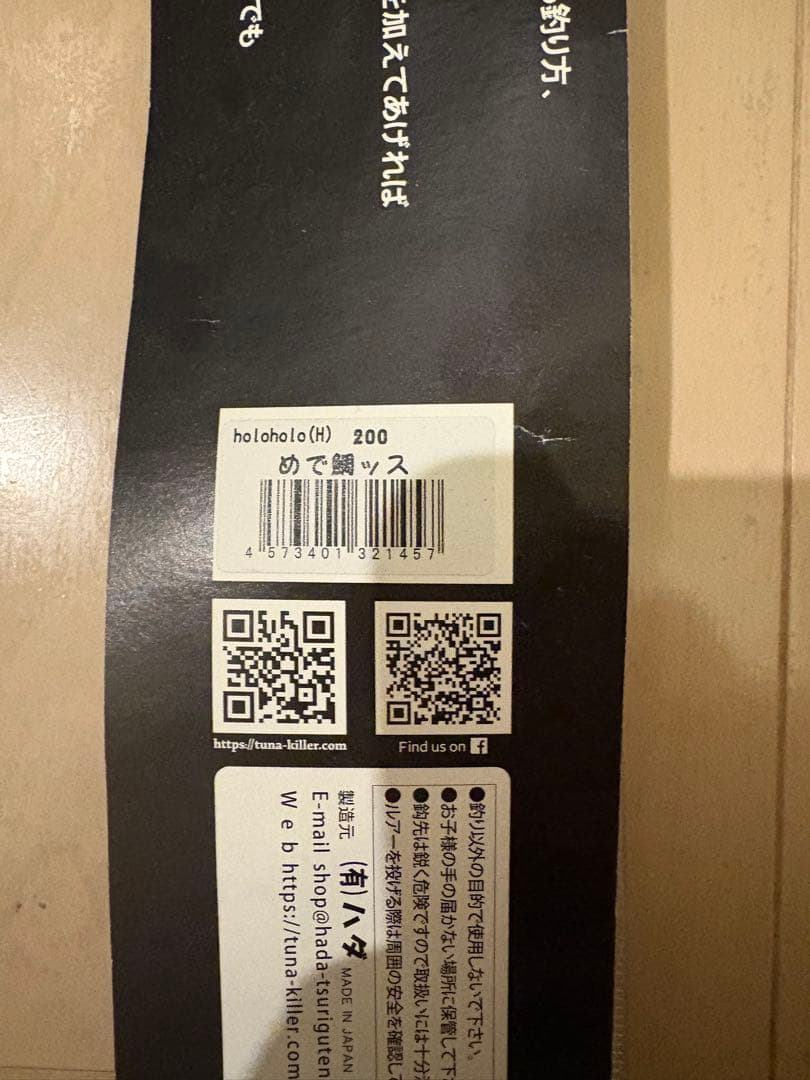 の釣り方、
を加えてあげれば
でも
holoholo(H) 200
めで鯛ッス
4 573401 321457
https://tuna-killer.com
Find us on f
●釣り以外の目的で使用しないで下さい。
●お子様の手の届かない場所に保管して下
●鈎先は鋭く危険ですので取扱いには十分
●ルアーを投げる際は周囲の安全を確認して
製造元 (有)ハダ MADE IN JAPAN
E-mail shop@hada-tsuriguten
Web https://tuna-killer.com